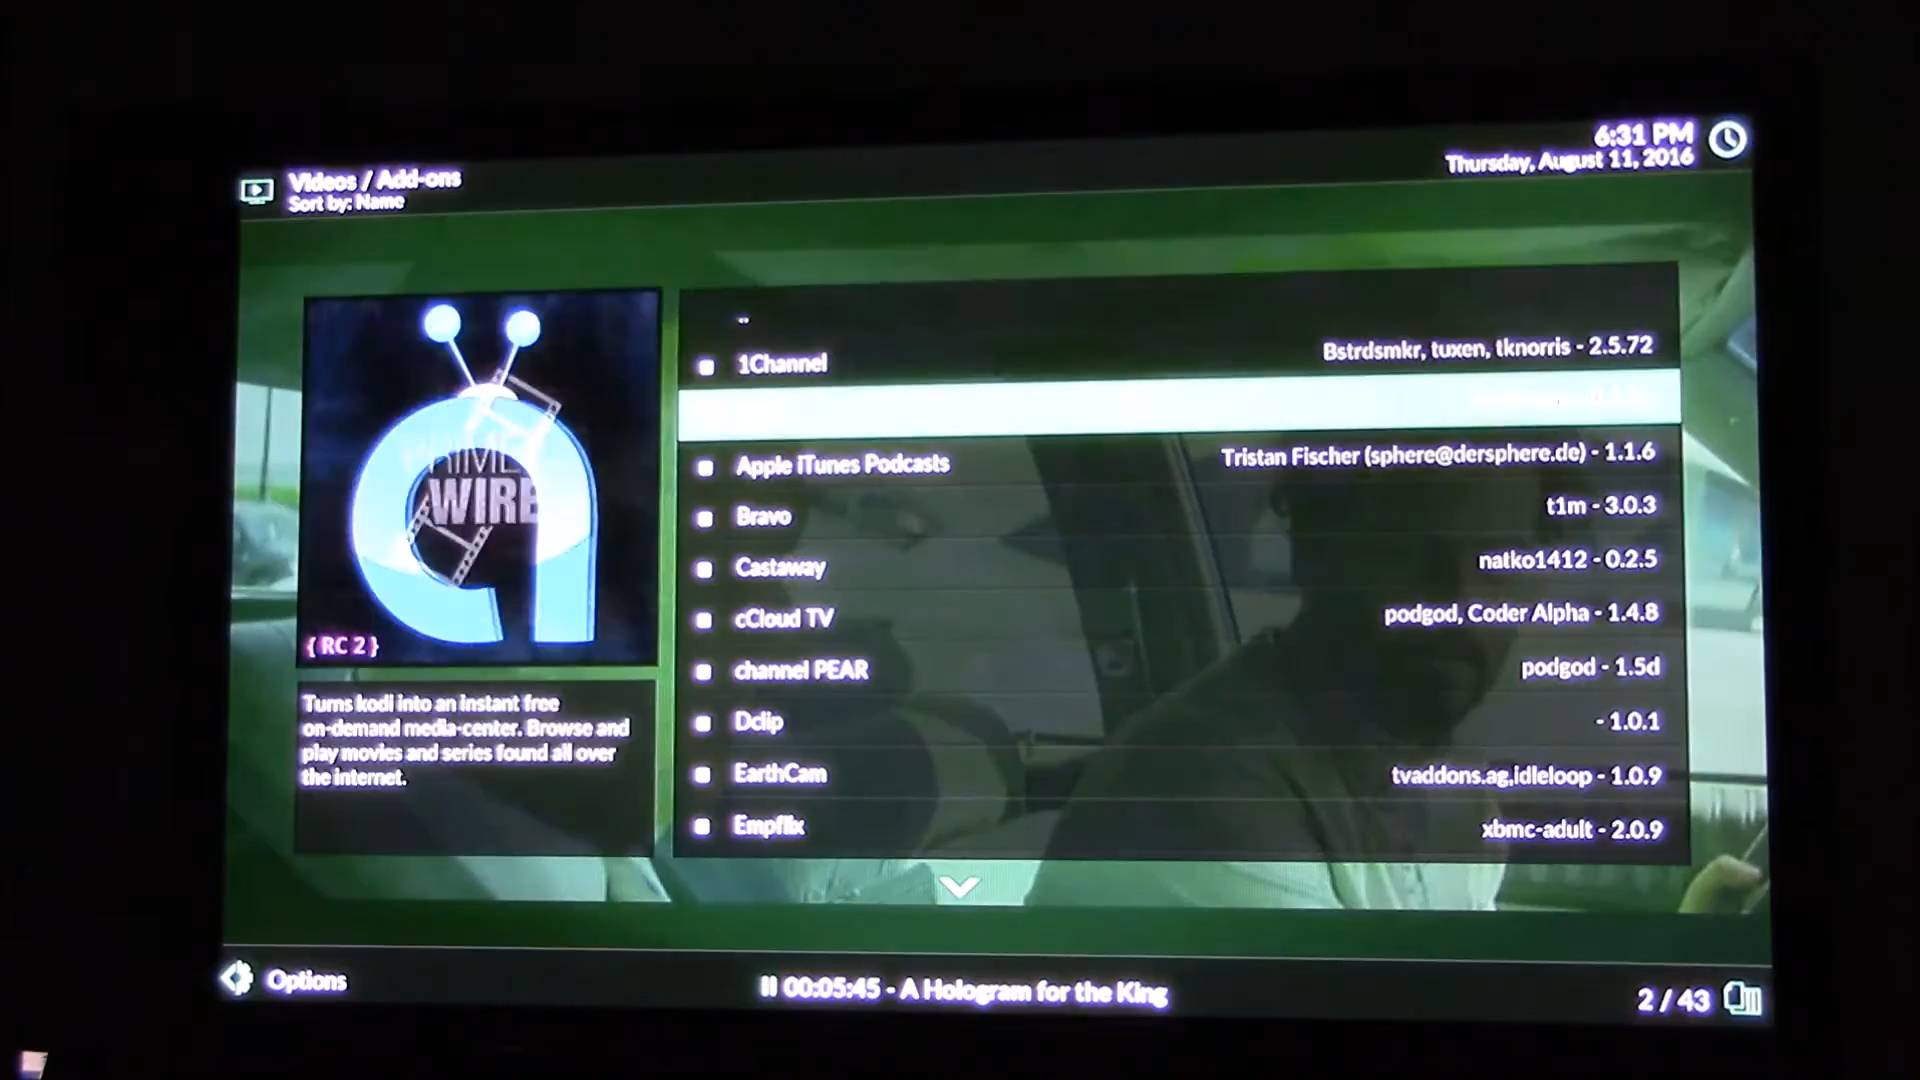 Videos / Add-ons
Sort by: Name
6:31 PM
Thursday, August 11, 2016
WIRE
{ RC 2 }
Turns kodi into an instant free
on-demand media-center. Browse and
play movies and series found all over
the internet.
..
1Channel Bstrdsmkr, tuxen, tknorris - 2.5.72
Apple iTunes Podcasts Tristan Fischer (sphere@dersphere.de) - 1.1.6
Bravo t1m - 3.0.3
Castaway natko1412 - 0.2.5
cCloud TV podgod, Coder Alpha - 1.4.8
channel PEAR podgod - 1.5d
Dclip - 1.0.1
EarthCam tvaddons.ag,idleloop - 1.0.9
Empflix xbmc-adult - 2.0.9
Options
00:05:45 - A Hologram for the King
2 / 43